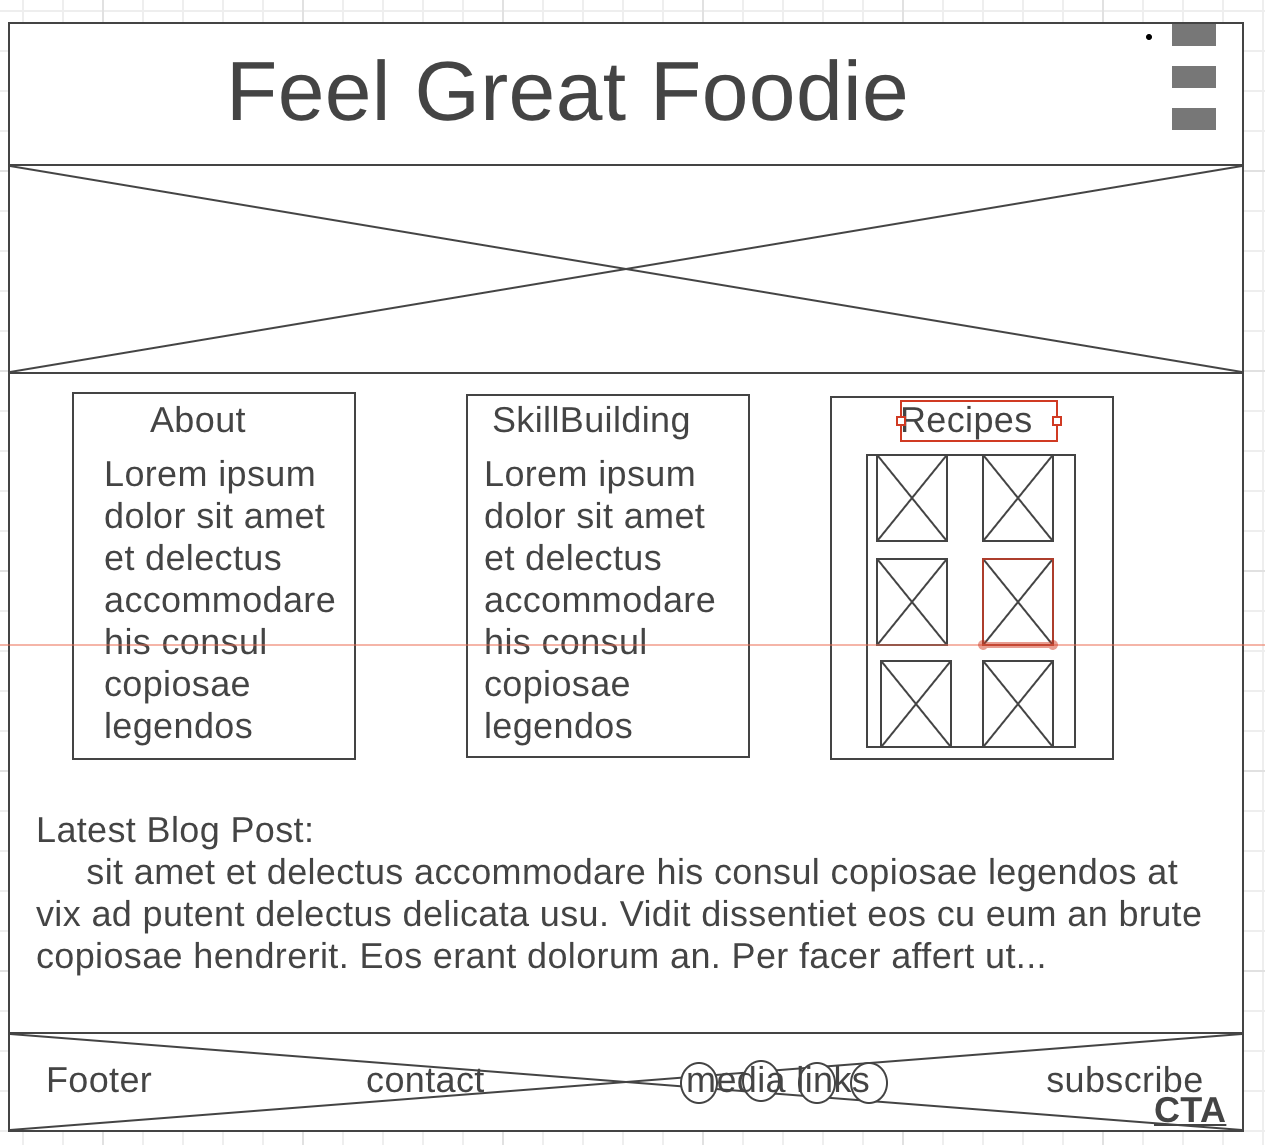 Feel Great Foodie
About
Lorem ipsum
dolor sit amet
et delectus
accommodare
his consul
copiosae
legendos
SkillBuilding
Lorem ipsum
dolor sit amet
et delectus
accommodare
his consul
copiosae
legendos
Recipes
Latest Blog Post:
sit amet et delectus accommodare his consul copiosae legendos at
vix ad putent delectus delicata usu. Vidit dissentiet eos cu eum an brute
copiosae hendrerit. Eos erant dolorum an. Per facer affert ut...
Footer contact media links subscribe
CTA